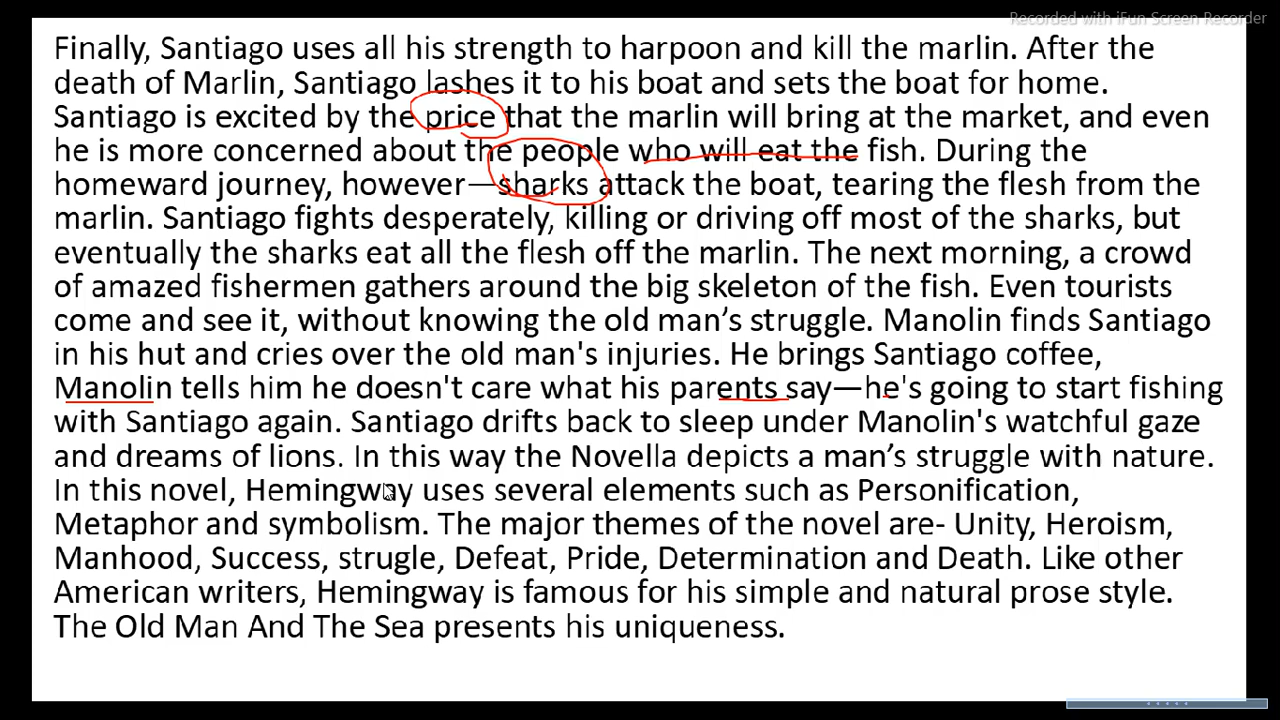 Recorded with iFun Screen Recorder
Finally, Santiago uses all his strength to harpoon and kill the marlin. After the
death of Marlin, Santiago lashes it to his boat and sets the boat for home.
Santiago is excited by the price that the marlin will bring at the market, and even
he is more concerned about the people who will eat the fish. During the
homeward journey, however—sharks attack the boat, tearing the flesh from the
marlin. Santiago fights desperately, killing or driving off most of the sharks, but
eventually the sharks eat all the flesh off the marlin. The next morning, a crowd
of amazed fishermen gathers around the big skeleton of the fish. Even tourists
come and see it, without knowing the old man’s struggle. Manolin finds Santiago
in his hut and cries over the old man's injuries. He brings Santiago coffee,
Manolin tells him he doesn't care what his parents say—he's going to start fishing
with Santiago again. Santiago drifts back to sleep under Manolin's watchful gaze
and dreams of lions. In this way the Novella depicts a man’s struggle with nature.
In this novel, Hemingway uses several elements such as Personification,
Metaphor and symbolism. The major themes of the novel are- Unity, Heroism,
Manhood, Success, strugle, Defeat, Pride, Determination and Death. Like other
American writers, Hemingway is famous for his simple and natural prose style.
The Old Man And The Sea presents his uniqueness.